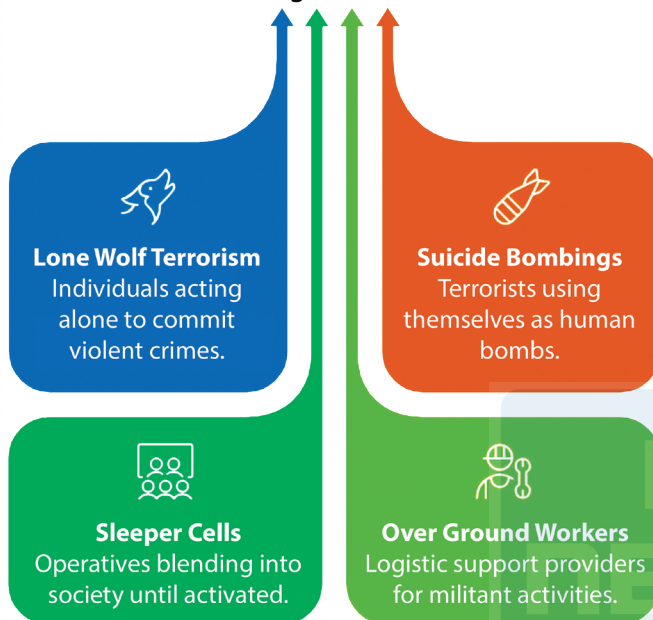 Lone Wolf Terrorism
Individuals acting
alone to commit
violent crimes.
Suicide Bombings
Terrorists using
themselves as human
bombs.
Sleeper Cells
Operatives blending into
society until activated.
Over Ground Workers
Logistic support providers
for militant activities.